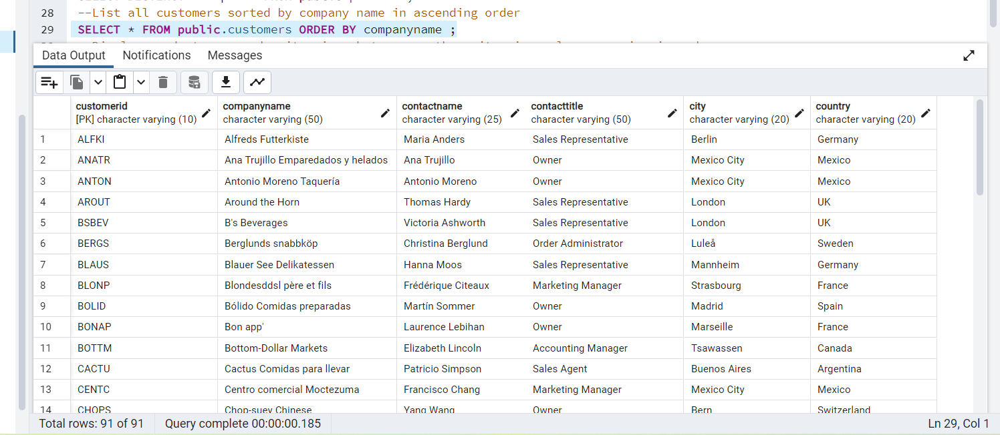 28 --List all customers sorted by company name in ascending order
29 SELECT * FROM public.customers ORDER BY companyname ;
Data Output Notifications Messages
customerid companyname contactname contacttitle city country
[PK] character varying (10) character varying (50) character varying (25) character varying (50) character varying (20) character varying (20)
1 ALFKI Alfreds Futterkiste Maria Anders Sales Representative Berlin Germany
2 ANATR Ana Trujillo Emparedados y helados Ana Trujillo Owner Mexico City Mexico
3 ANTON Antonio Moreno Taquería Antonio Moreno Owner Mexico City Mexico
4 AROUT Around the Horn Thomas Hardy Sales Representative London UK
5 BSBEV B's Beverages Victoria Ashworth Sales Representative London UK
6 BERGS Berglunds snabbköp Christina Berglund Order Administrator Luleå Sweden
7 BLAUS Blauer See Delikatessen Hanna Moos Sales Representative Mannheim Germany
8 BLONP Blondesddsl père et fils Frédérique Citeaux Marketing Manager Strasbourg France
9 BOLID Bólido Comidas preparadas Martín Sommer Owner Madrid Spain
10 BONAP Bon app' Laurence Lebihan Owner Marseille France
11 BOTTM Bottom-Dollar Markets Elizabeth Lincoln Accounting Manager Tsawassen Canada
12 CACTU Cactus Comidas para llevar Patricio Simpson Sales Agent Buenos Aires Argentina
13 CENTC Centro comercial Moctezuma Francisco Chang Marketing Manager Mexico City Mexico
14 CHOPS Chop-suey Chinese Yang Wang Owner Bern Switzerland
Total rows: 91 of 91 Query complete 00:00:00.185 Ln 29, Col 1